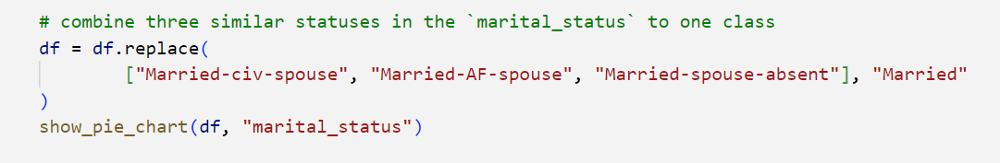 # combine three similar statuses in the `marital_status` to one class
df = df.replace(
["Married-civ-spouse", "Married-AF-spouse", "Married-spouse-absent"], "Married"
)
show_pie_chart(df, "marital_status")